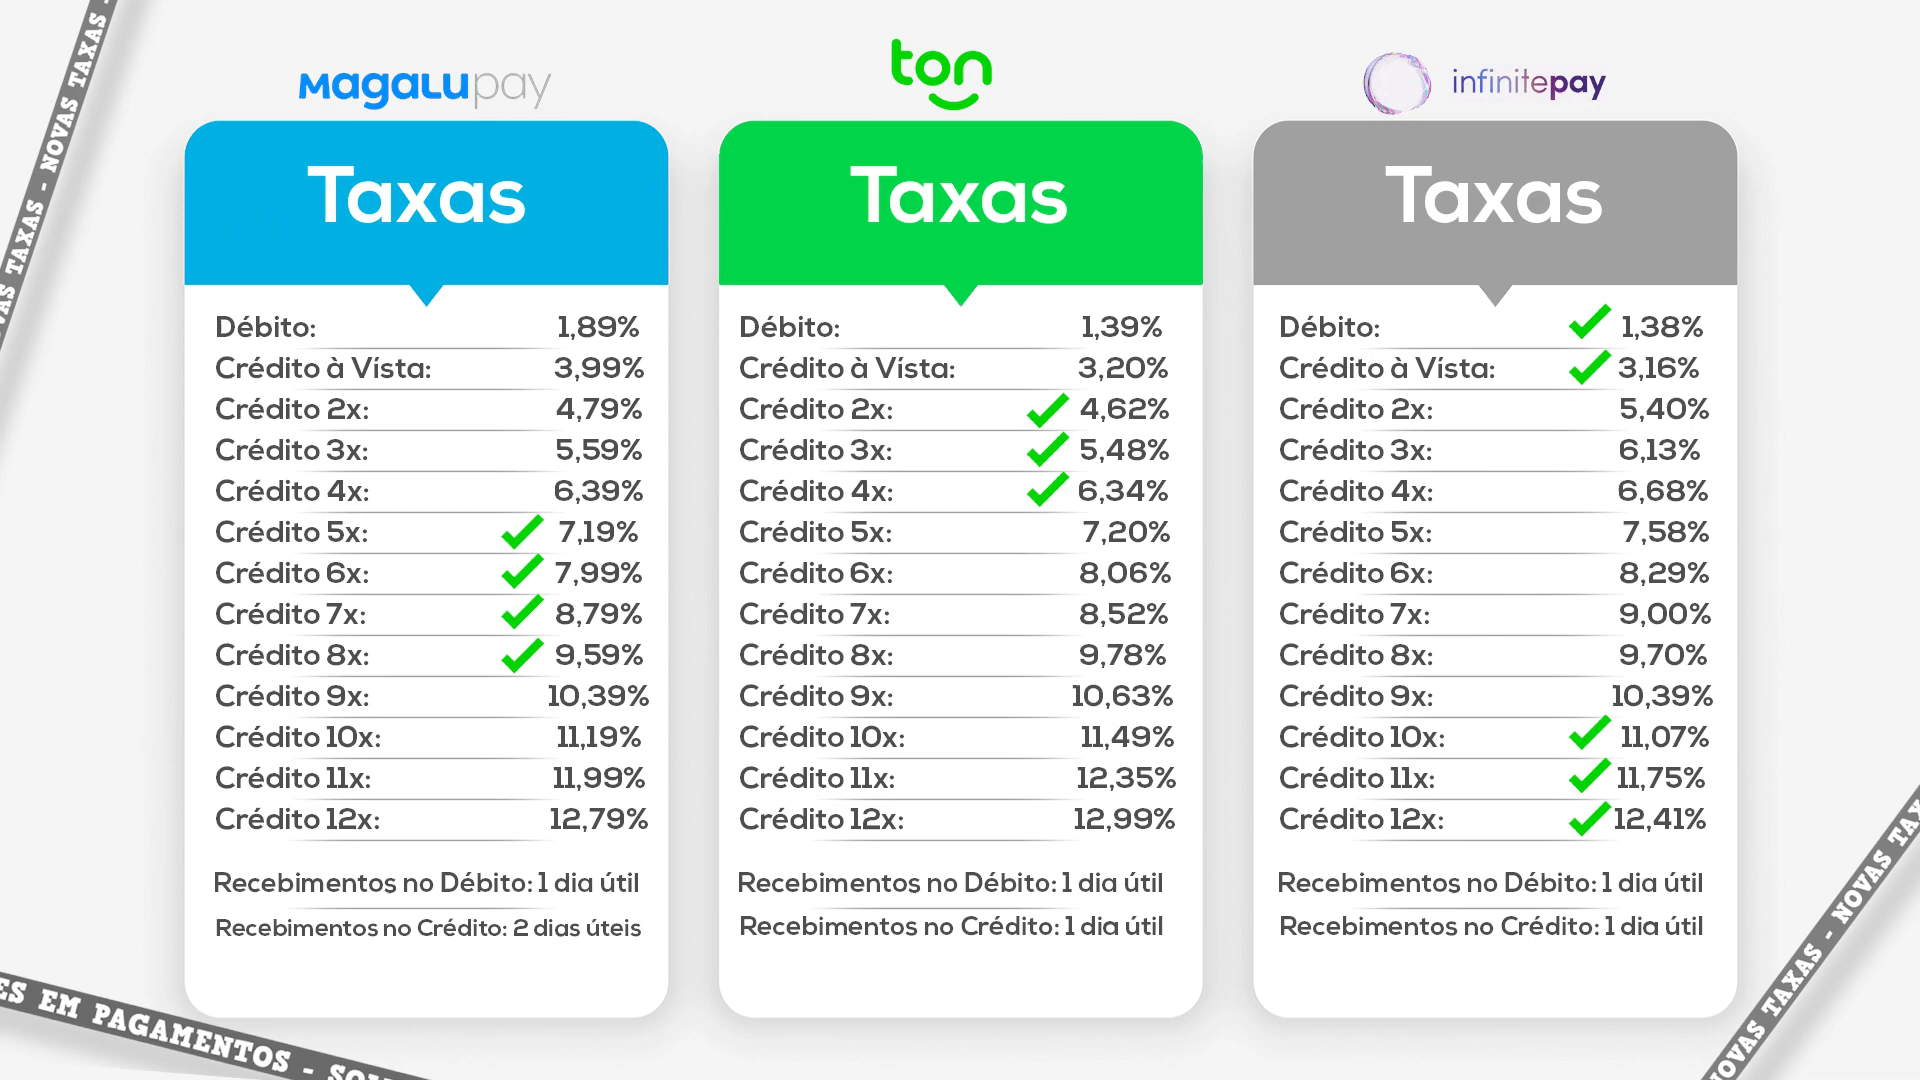 NOVAS TAXAS - NOVAS TAXAS -
magalupay
Taxas
Débito: 1,89%
Crédito à Vísta: 3,99%
Crédito 2x: 4,79%
Crédito 3x: 5,59%
Crédito 4x: 6,39%
Crédito 5x: 7,19%
Crédito 6x: 7,99%
Crédito 7x: 8,79%
Crédito 8x: 9,59%
Crédito 9x: 10,39%
Crédito 10x: 11,19%
Crédito 11x: 11,99%
Crédito 12x: 12,79%
Recebimentos no Débito: 1 dia útil
Recebimentos no Crédito: 2 dias úteis
ton
Taxas
Débito: 1,39%
Crédito à Vísta: 3,20%
Crédito 2x: 4,62%
Crédito 3x: 5,48%
Crédito 4x: 6,34%
Crédito 5x: 7,20%
Crédito 6x: 8,06%
Crédito 7x: 8,52%
Crédito 8x: 9,78%
Crédito 9x: 10,63%
Crédito 10x: 11,49%
Crédito 11x: 12,35%
Crédito 12x: 12,99%
Recebimentos no Débito: 1 dia útil
Recebimentos no Crédito: 1 dia útil
infinitepay
Taxas
Débito: 1,38%
Crédito à Vísta: 3,16%
Crédito 2x: 5,40%
Crédito 3x: 6,13%
Crédito 4x: 6,68%
Crédito 5x: 7,58%
Crédito 6x: 8,29%
Crédito 7x: 9,00%
Crédito 8x: 9,70%
Crédito 9x: 10,39%
Crédito 10x: 11,07%
Crédito 11x: 11,75%
Crédito 12x: 12,41%
Recebimentos no Débito: 1 dia útil
Recebimentos no Crédito: 1 dia útil
EM PAGAMENTOS -
NOVAS TAXAS - NOVAS